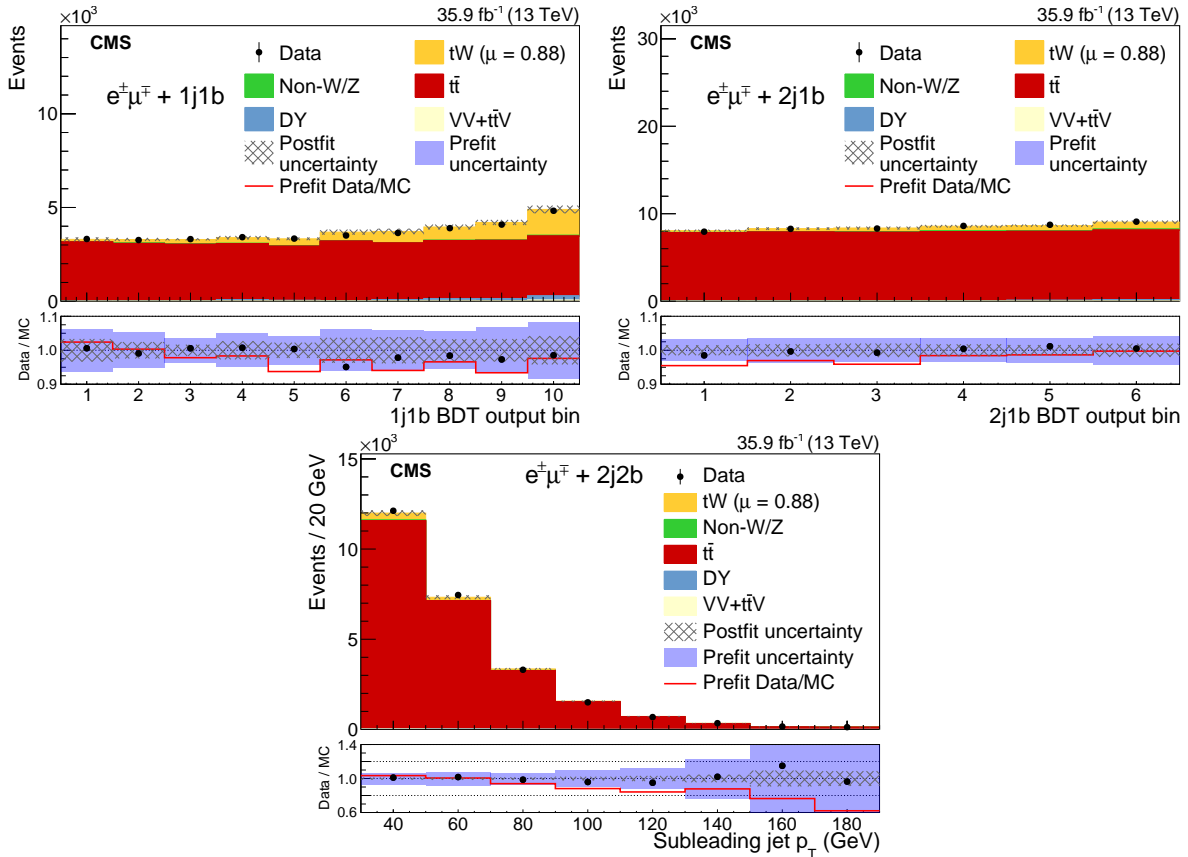 ×10³ 35.9 fb⁻¹ (13 TeV)
Events
CMS
e±μ∓ + 1j1b
Data
tW (μ = 0.88)
Non-W/Z
tt̄
DY
VV+tt̄V
Postfit uncertainty
Prefit uncertainty
Prefit Data/MC
10
5
0
Data / MC
1.1
1.0
0.9
1 2 3 4 5 6 7 8 9 10
1j1b BDT output bin
×10³ 35.9 fb⁻¹ (13 TeV)
Events
30
CMS
e±μ∓ + 2j1b
Data
tW (μ = 0.88)
Non-W/Z
tt̄
DY
VV+tt̄V
Postfit uncertainty
Prefit uncertainty
Prefit Data/MC
20
10
0
Data / MC
1.1
1.0
0.9
1 2 3 4 5 6
2j1b BDT output bin
×10³ 35.9 fb⁻¹ (13 TeV)
Events / 20 GeV
15
CMS
e±μ∓ + 2j2b
Data
tW (μ = 0.88)
Non-W/Z
tt̄
DY
VV+tt̄V
Postfit uncertainty
Prefit uncertainty
Prefit Data/MC
10
5
0
Data / MC
1.4
1.0
0.6
40 60 80 100 120 140 160 180
Subleading jet p_T (GeV)